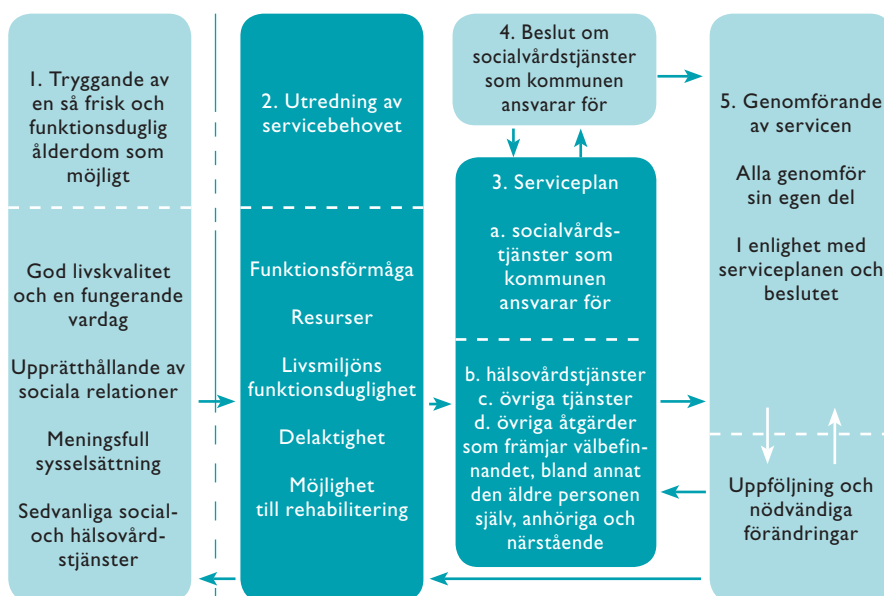 1. Tryggande av
en så frisk och
funktionsduglig
ålderdom som
möjligt
God livskvalitet
och en fungerande
vardag
Upprätthållande av
sociala relationer
Meningsfull
sysselsättning
Sedvanliga social-
och hälsovård-
stjänster
2. Utredning av
servicebehovet
Funktionsförmåga
Resurser
Livsmiljöns
funktionsduglighet
Delaktighet
Möjlighet
till rehabilitering
3. Serviceplan
a. socialvårds-
tjänster som
kommunen
ansvarar för
b. hälsovårdstjänster
c. övriga tjänster
d. övriga åtgärder
som främjar välbefin-
nandet, bland annat
den äldre personen
själv, anhöriga och
närstående
4. Beslut om
socialvårdstjänster
som kommunen
ansvarar för
5. Genomförande
av servicen
Alla genomför
sin egen del
I enlighet med
serviceplanen och
beslutet
Uppföljning och
nödvändiga
förändringar